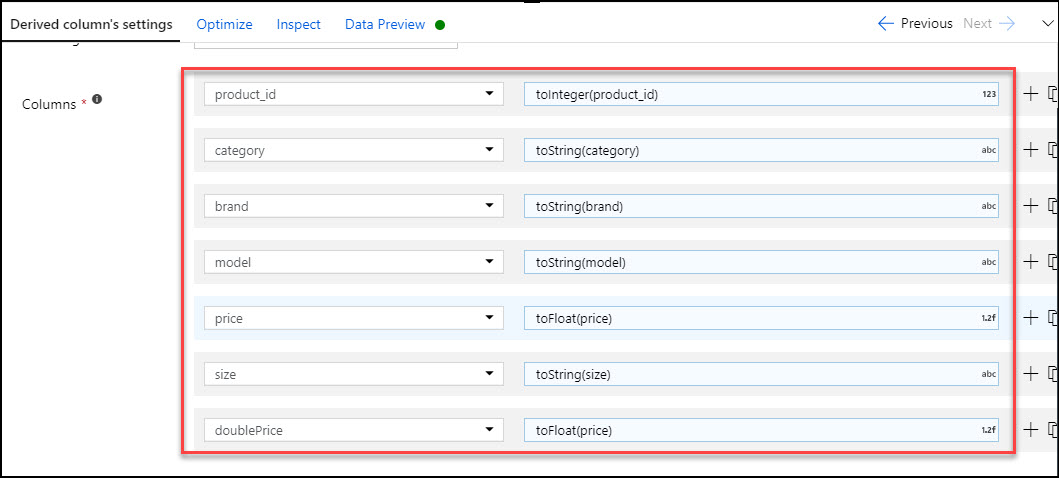 Derived column's settings Optimize Inspect Data Preview Previous Next
Columns *
product_id toInteger(product_id) 123
category toString(category) abc
brand toString(brand) abc
model toString(model) abc
price toFloat(price) 1.2f
size toString(size) abc
doublePrice toFloat(price) 1.2f